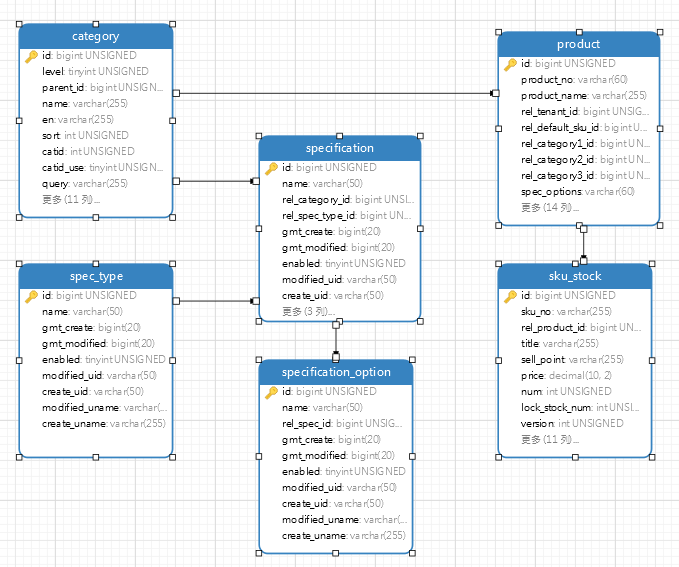 category
id: bigint UNSIGNED
level: tinyint UNSIGNED
parent_id: bigint UNSIGN...
name: varchar(255)
en: varchar(255)
sort: int UNSIGNED
catid: int UNSIGNED
catid_use: tinyint UNSIGN...
query: varchar(255)
更多 (11 列)...
product
id: bigint UNSIGNED
product_no: varchar(60)
product_name: varchar(255)
rel_tenant_id: bigint UNSIG...
rel_default_sku_id: bigint U...
rel_category1_id: bigint UN...
rel_category2_id: bigint UN...
rel_category3_id: bigint UN...
spec_options: varchar(60)
更多 (14 列)...
specification
id: bigint UNSIGNED
name: varchar(50)
rel_category_id: bigint UNSI...
rel_spec_type_id: bigint UN...
gmt_create: bigint(20)
gmt_modified: bigint(20)
enabled: tinyint UNSIGNED
modified_uid: varchar(50)
create_uid: varchar(50)
更多 (3 列)...
spec_type
id: bigint UNSIGNED
name: varchar(50)
gmt_create: bigint(20)
gmt_modified: bigint(20)
enabled: tinyint UNSIGNED
modified_uid: varchar(50)
create_uid: varchar(50)
modified_uname: varchar(...
create_uname: varchar(255)
sku_stock
id: bigint UNSIGNED
sku_no: varchar(255)
rel_product_id: bigint UN...
title: varchar(255)
sell_point: varchar(255)
price: decimal(10, 2)
num: int UNSIGNED
lock_stock_num: int UNSI...
version: int UNSIGNED
更多 (11 列)...
specification_option
id: bigint UNSIGNED
name: varchar(50)
rel_spec_id: bigint UNSIG...
gmt_create: bigint(20)
gmt_modified: bigint(20)
enabled: tinyint UNSIGNED
modified_uid: varchar(50)
create_uid: varchar(50)
modified_uname: varchar(...
create_uname: varchar(255)